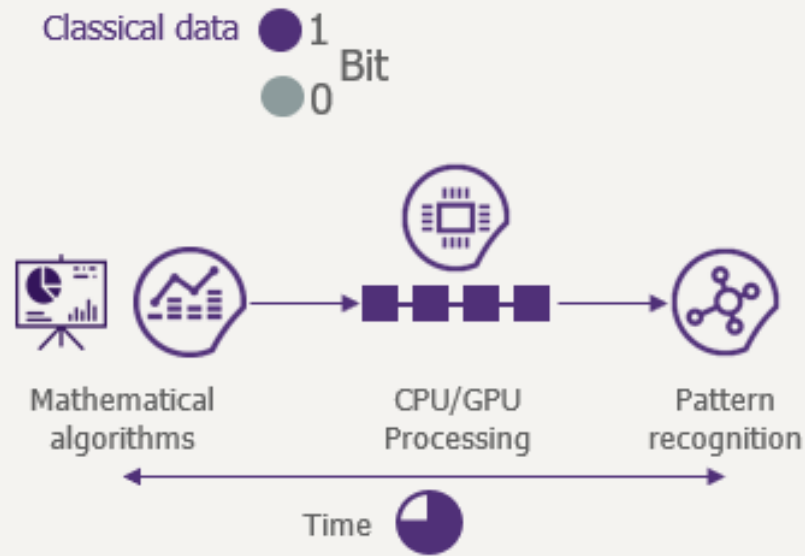 Classical data
1
Bit
0
Mathematical
algorithms
CPU/GPU
Processing
Pattern
recognition
Time